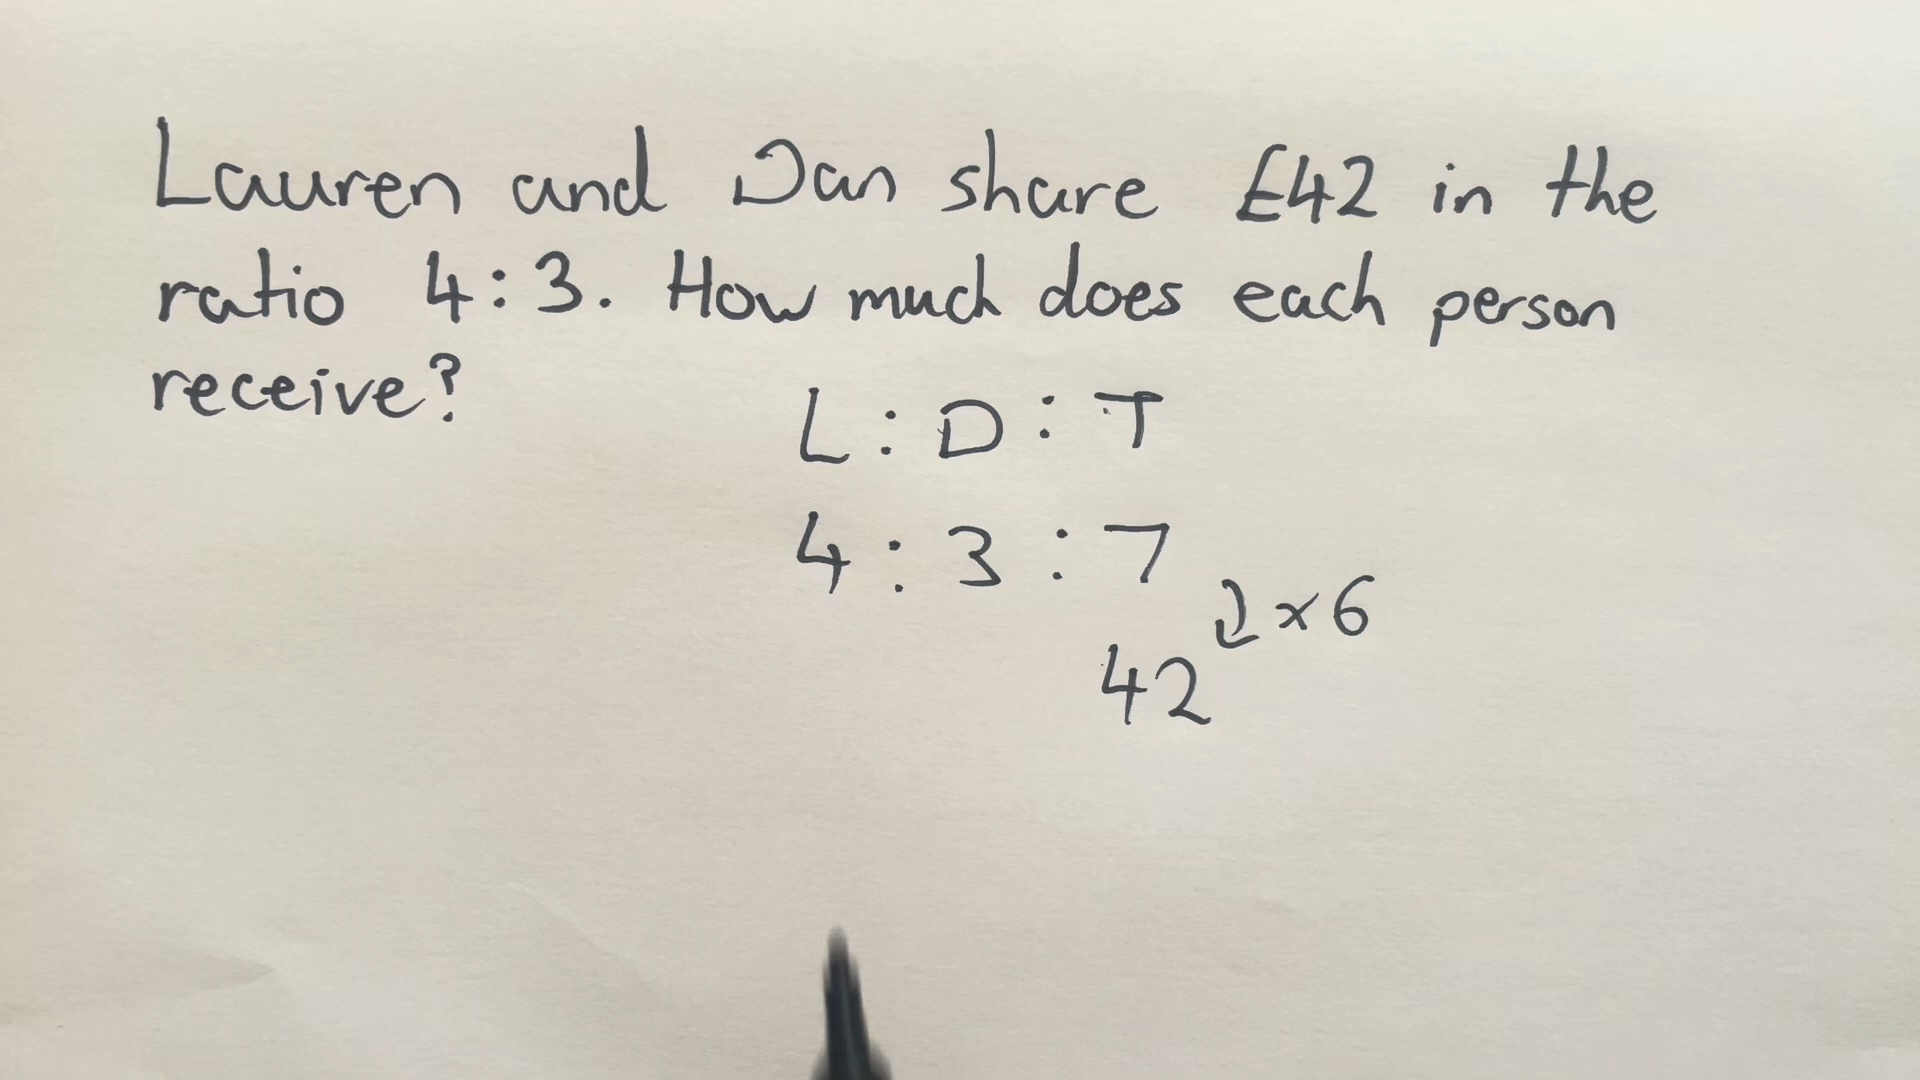 Lauren and Dan share £42 in the
ratio 4:3. How much does each person
receive?
L : D : T
4 : 3 : 7
×6
42